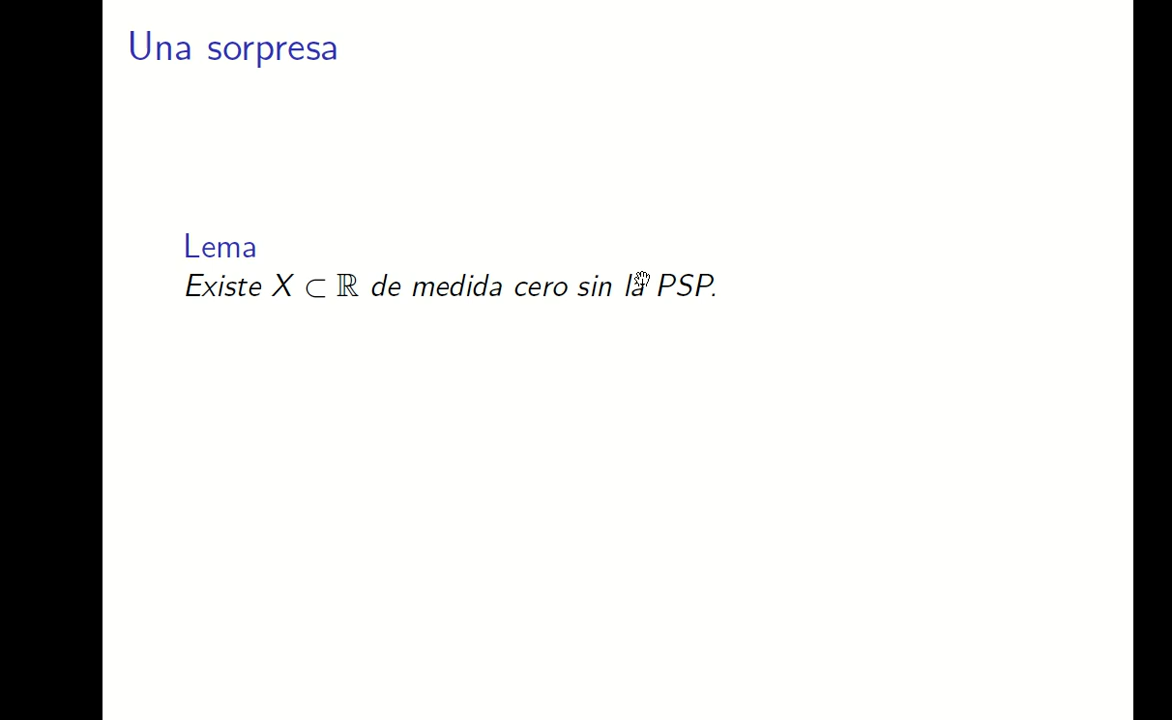 Una sorpresa
Lema
Existe X ⊂ ℝ de medida cero sin la PSP.